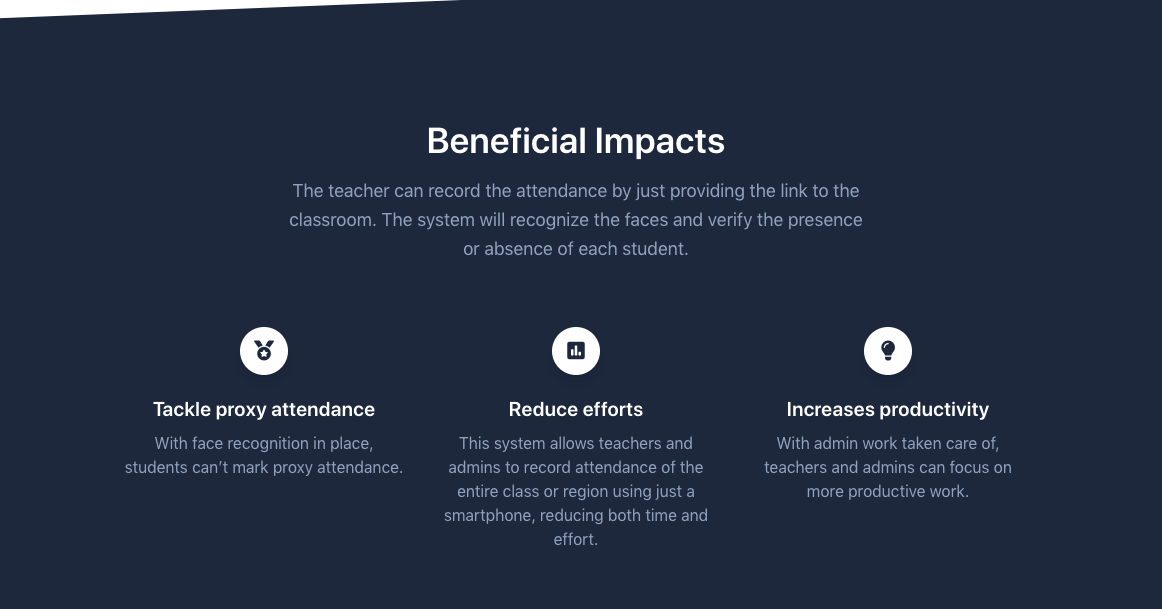 Beneficial Impacts
The teacher can record the attendance by just providing the link to the
classroom. The system will recognize the faces and verify the presence
or absence of each student.
Tackle proxy attendance
With face recognition in place,
students can’t mark proxy attendance.
Reduce efforts
This system allows teachers and
admins to record attendance of the
entire class or region using just a
smartphone, reducing both time and
effort.
Increases productivity
With admin work taken care of,
teachers and admins can focus on
more productive work.